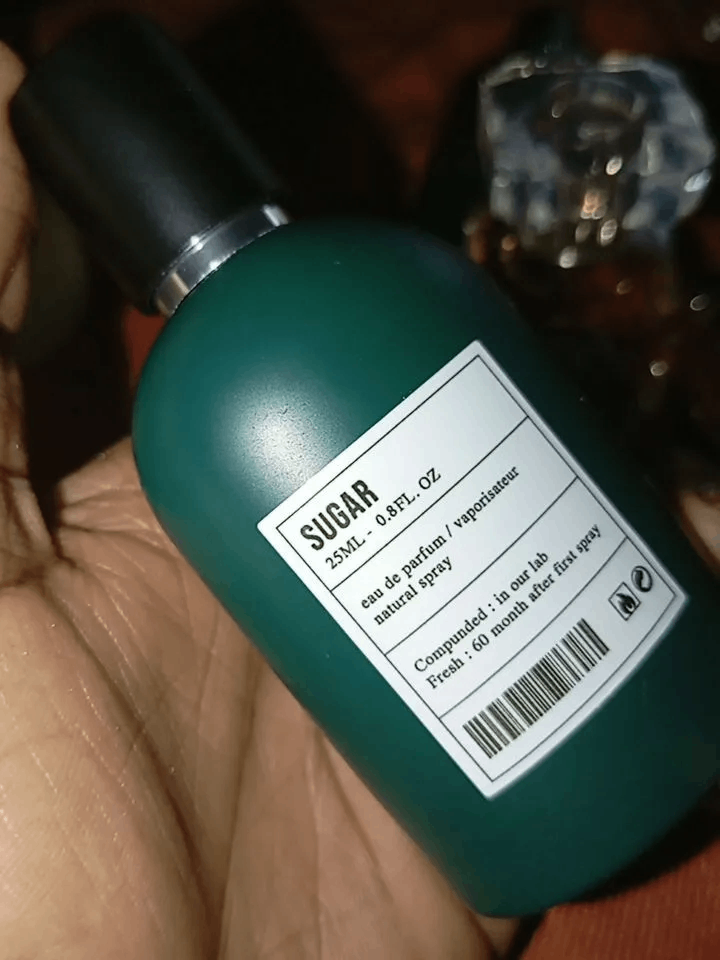 SUGAR
25ML - 0.8FL. OZ
eau de parfum / vaporisateur
natural spray
Compunded : in our lab
Fresh : 60 month after first spray